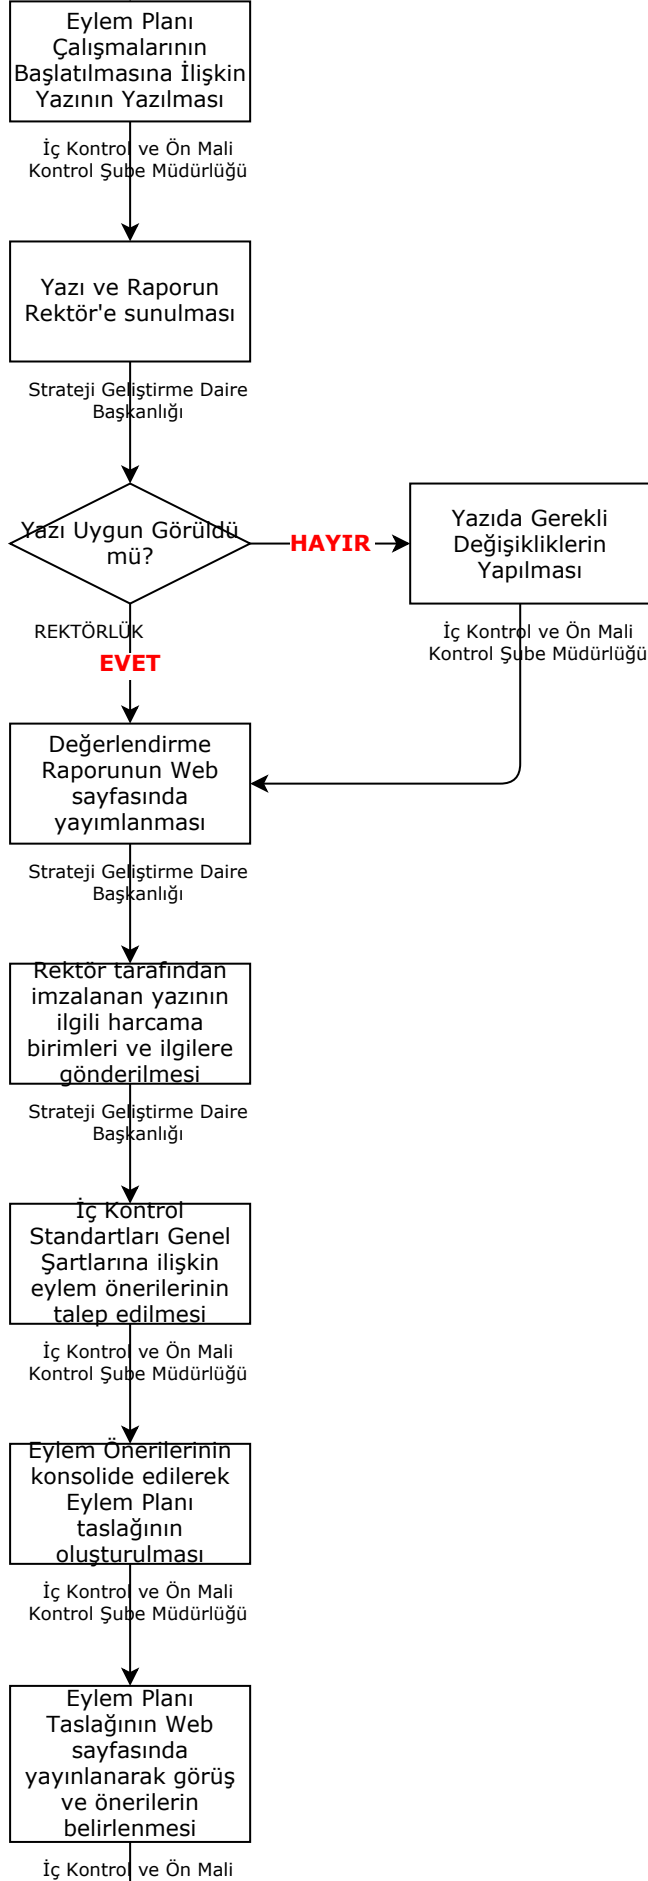 Eylem Planı
Çalışmalarının
Başlatılmasına İlişkin
Yazının Yazılması
İç Kontrol ve Ön Mali
Kontrol Şube Müdürlüğü
Yazı ve Raporun
Rektör'e sunulması
Strateji Geliştirme Daire
Başkanlığı
Yazı Uygun Görüldü
mü?
HAYIR
Yazıda Gerekli
Değişikliklerin
Yapılması
REKTÖRLÜK
EVET
İç Kontrol ve Ön Mali
Kontrol Şube Müdürlüğü
Değerlendirme
Raporunun Web
sayfasında
yayımlanması
Strateji Geliştirme Daire
Başkanlığı
Rektör tarafından
imzalanan yazının
ilgili harcama
birimleri ve ilgilere
gönderilmesi
Strateji Geliştirme Daire
Başkanlığı
İç Kontrol
Standartları Genel
Şartlarına ilişkin
eylem önerilerinin
talep edilmesi
İç Kontrol ve Ön Mali
Kontrol Şube Müdürlüğü
Eylem Önerilerinin
konsolide edilerek
Eylem Planı
taslağının
oluşturulması
İç Kontrol ve Ön Mali
Kontrol Şube Müdürlüğü
Eylem Planı
Taslağının Web
sayfasında
yayınlanarak görüş
ve önerilerin
belirlenmesi
İç Kontrol ve Ön Mali